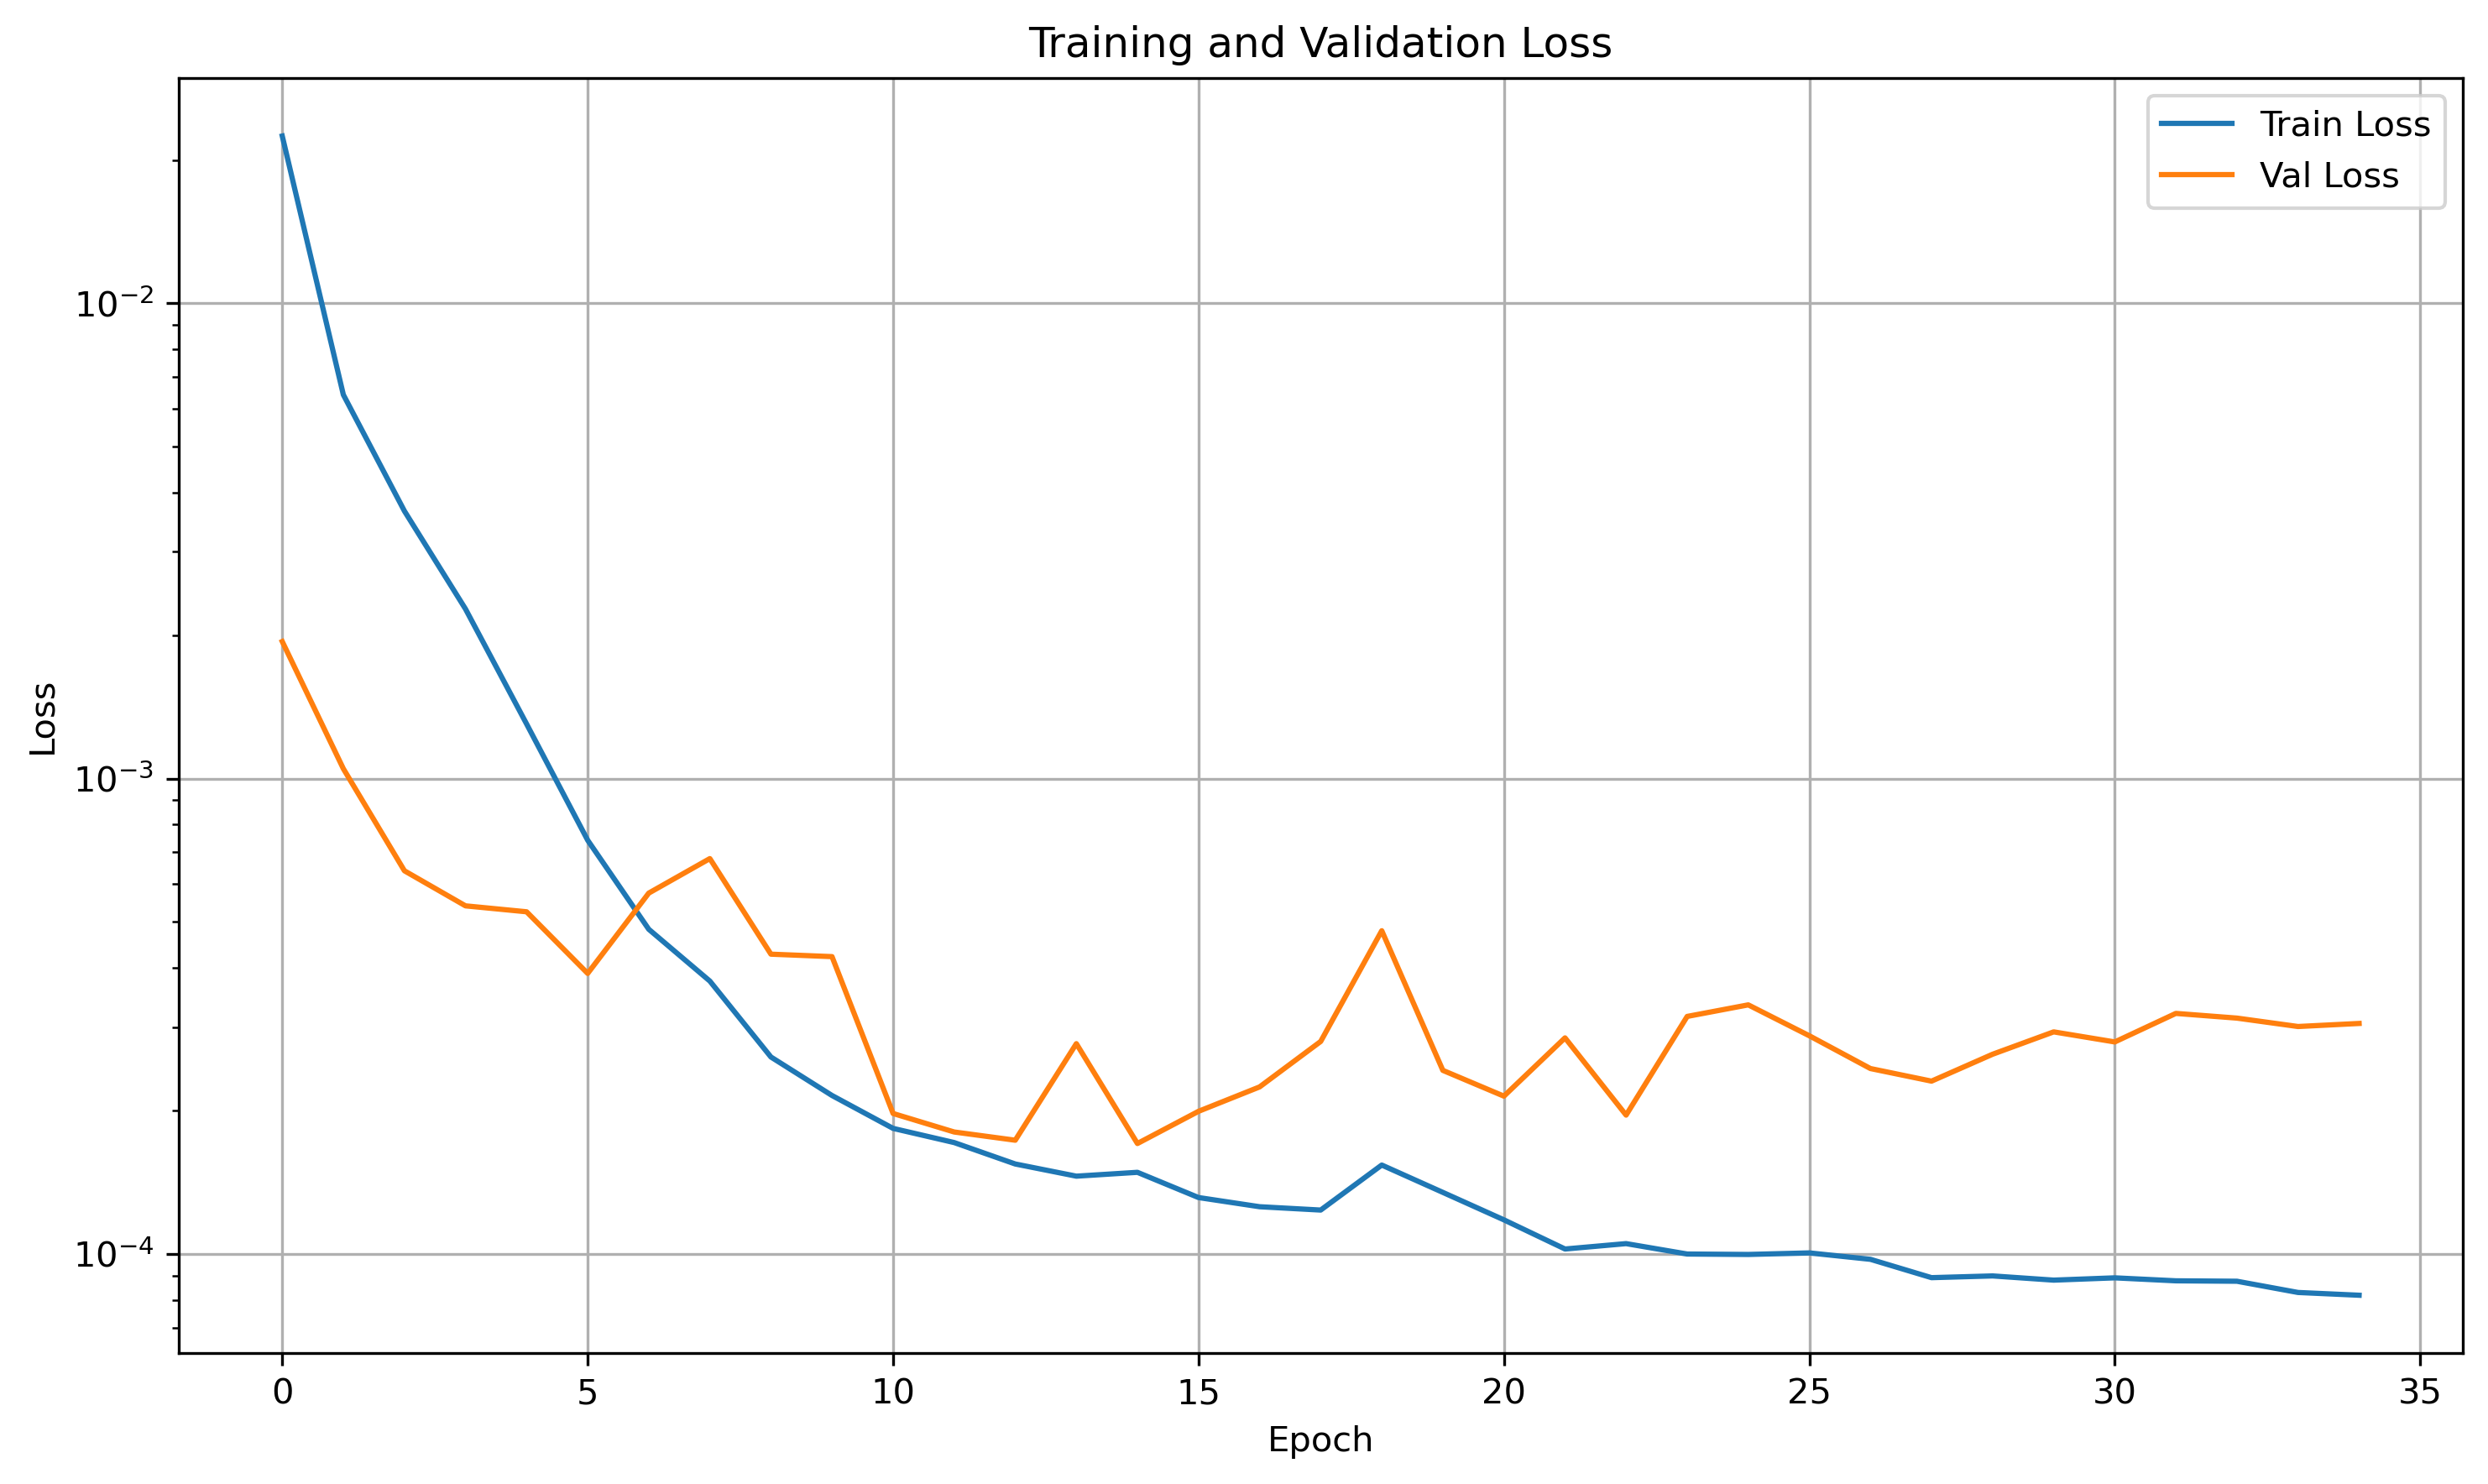 Training and Validation Loss
Train Loss
Val Loss
10⁻²
10⁻³
10⁻⁴
Loss
0 5 10 15 20 25 30 35
Epoch